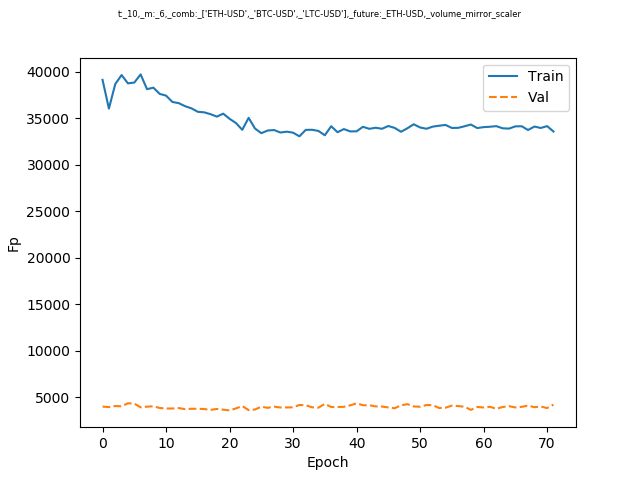 t:_10,_m:_6,_comb:_['ETH-USD',_'BTC-USD',_'LTC-USD'],_future:_ETH-USD,_volume_mirror_scaler
40000
35000
30000
25000
20000
15000
10000
5000
Fp
Train
Val
0 10 20 30 40 50 60 70
Epoch